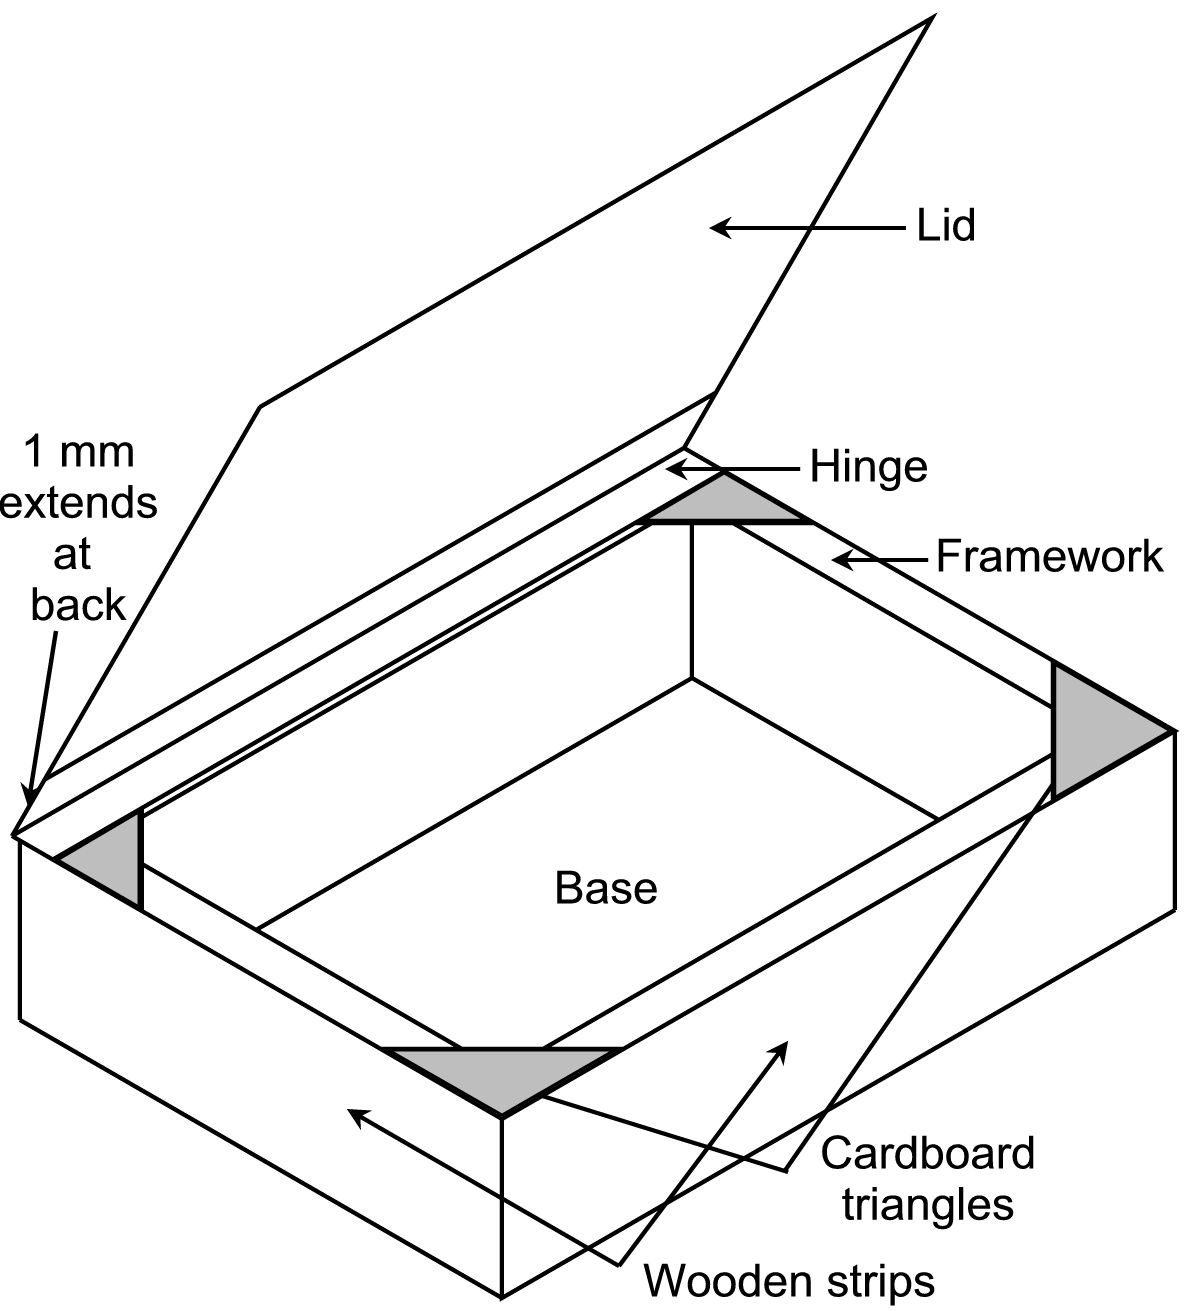 Lid
1 mm
extends
at
back
Hinge
Framework
Base
Cardboard
triangles
Wooden strips